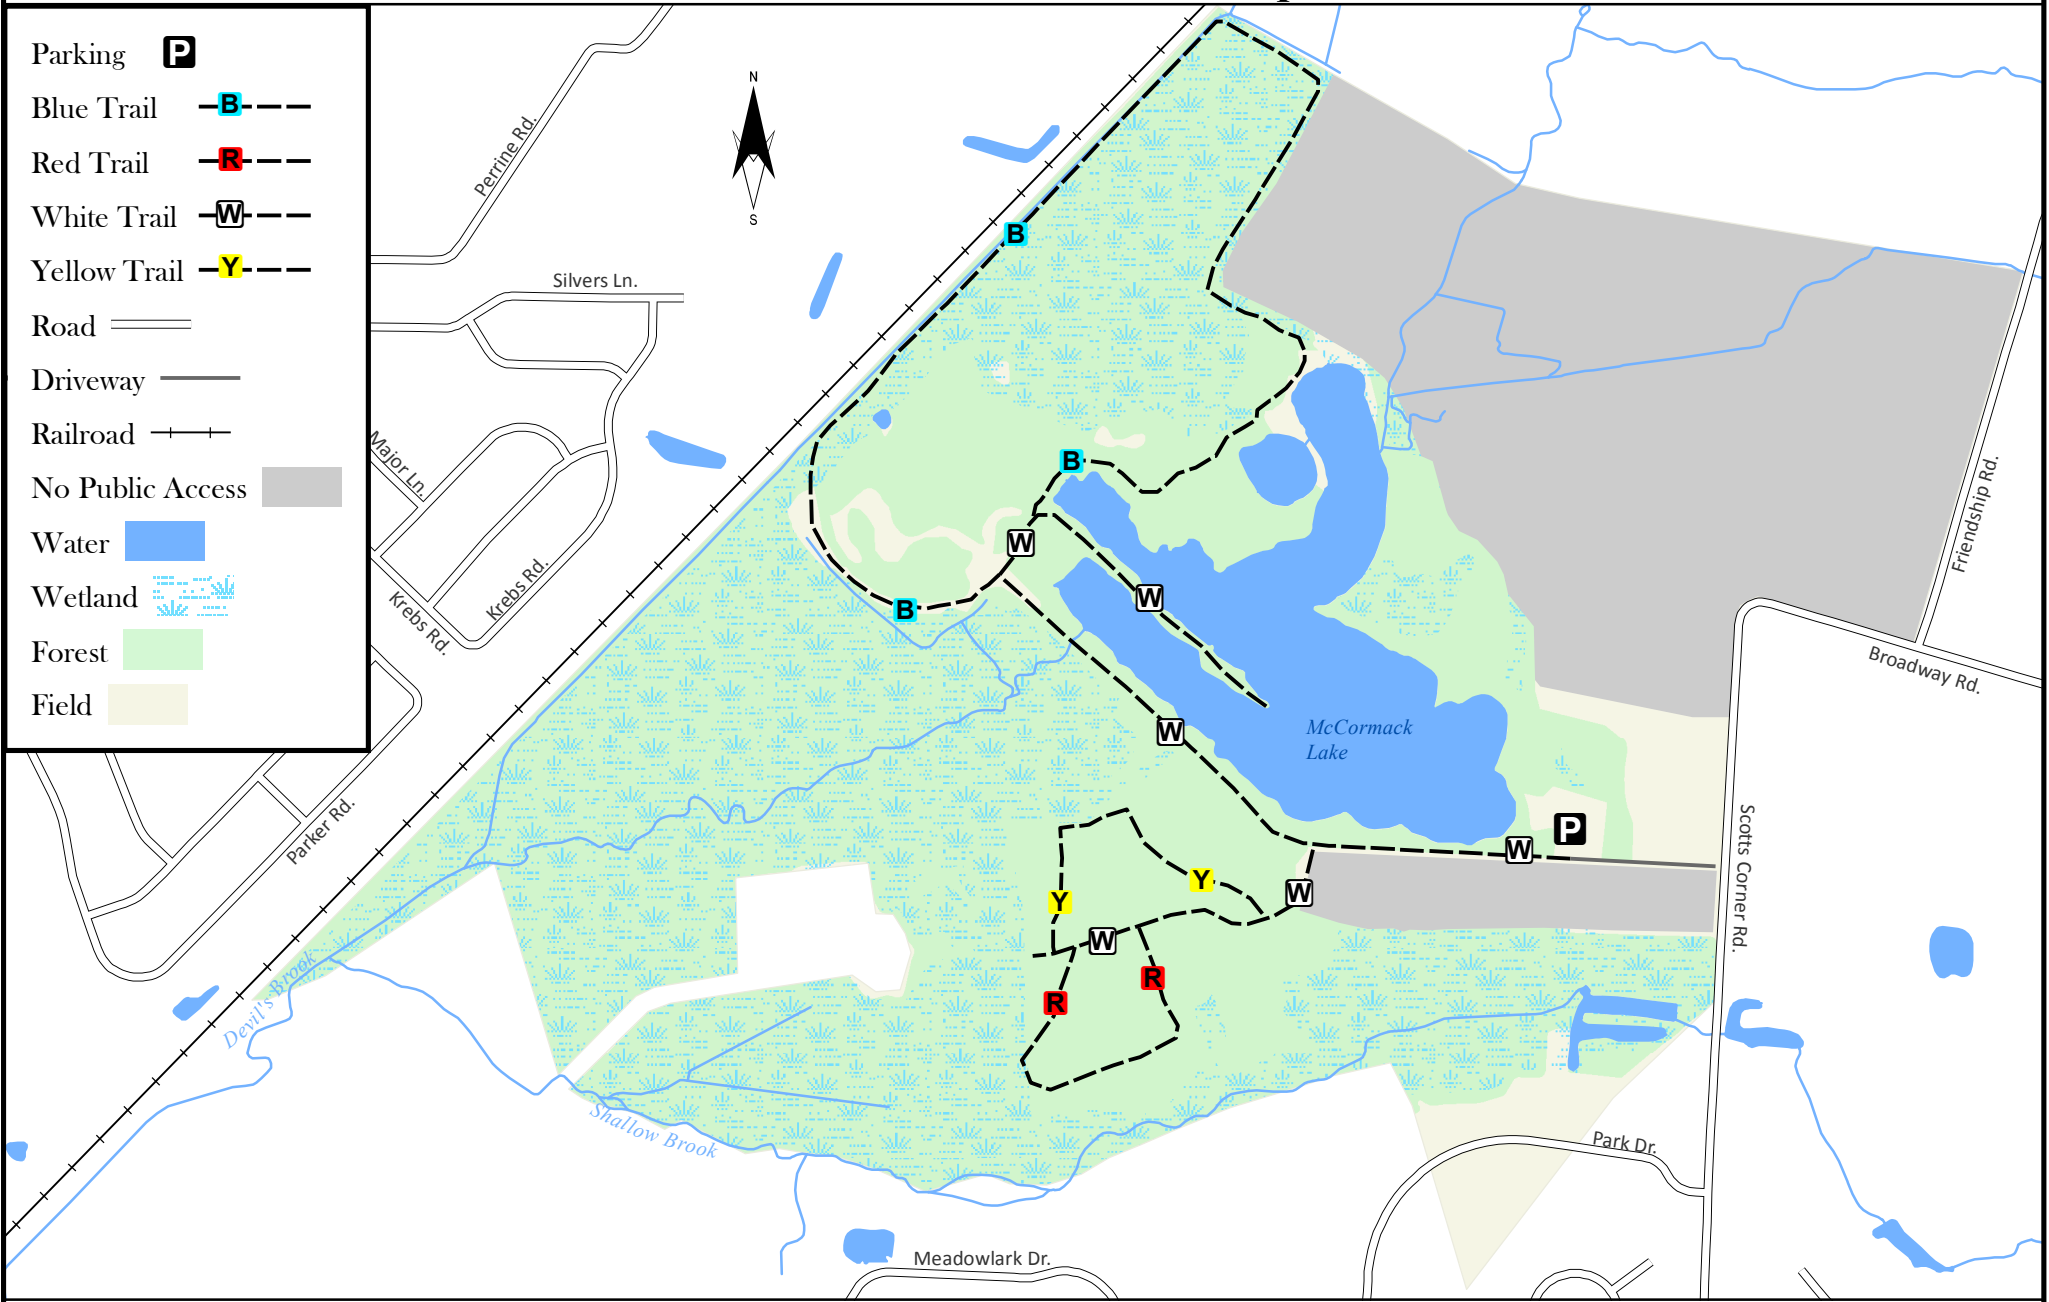 Parking P
Blue Trail B
Red Trail R
White Trail W
Yellow Trail Y
Road
Driveway
Railroad
No Public Access
Water
Wetland
Forest
Field
N
S
Perrine Rd.
Silvers Ln.
Major Ln.
Krebs Rd.
Krebs Rd.
Parker Rd.
B
B
W
B
W
W
McCormack
Lake
P
W
Y
W
Y
W
R
R
Friendship Rd.
Broadway Rd.
Scotts Corner Rd.
Devil's Brook
Shallow Brook
Park Dr.
Meadowlark Dr.